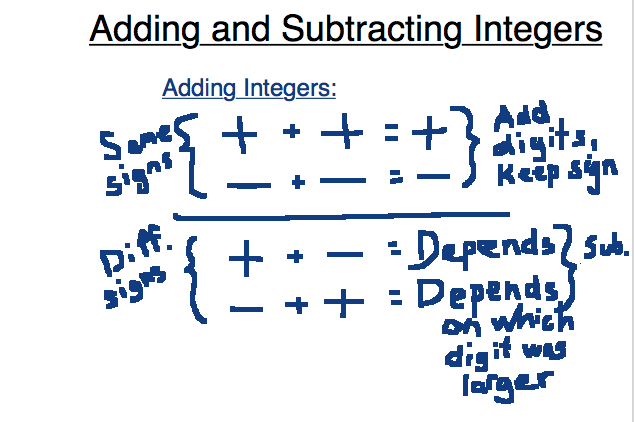 Adding and Subtracting Integers
Adding Integers:
Same signs { + + + = + } Add digits, Keep sign
− + − = −
Diff. signs { + + − = Depends } Sub.
− + + = Depends
on which
digit was
larger